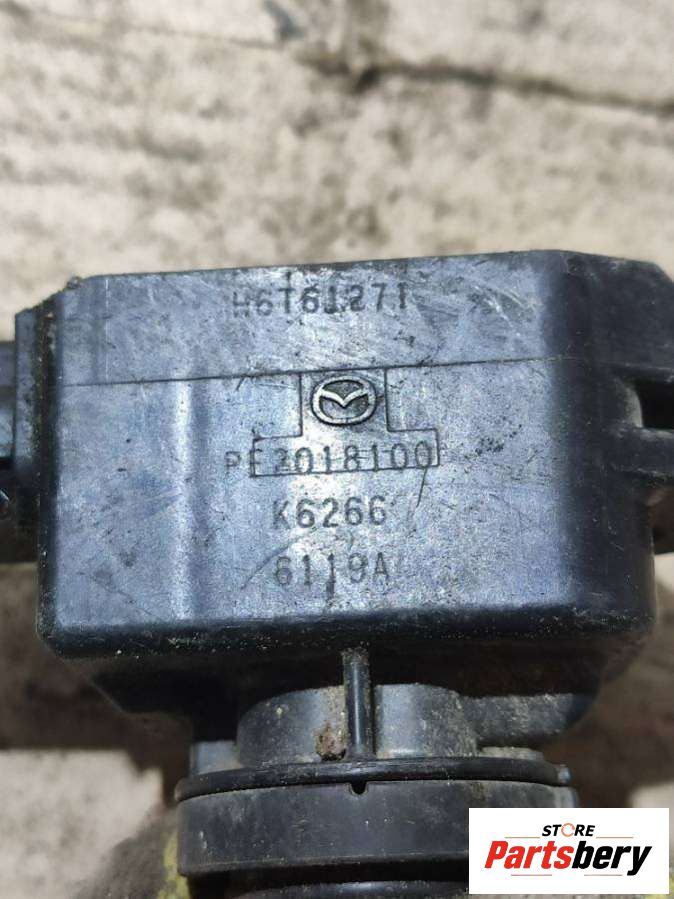 H6T61271
PE2018100
K6266
6119A
STORE
Partsbery